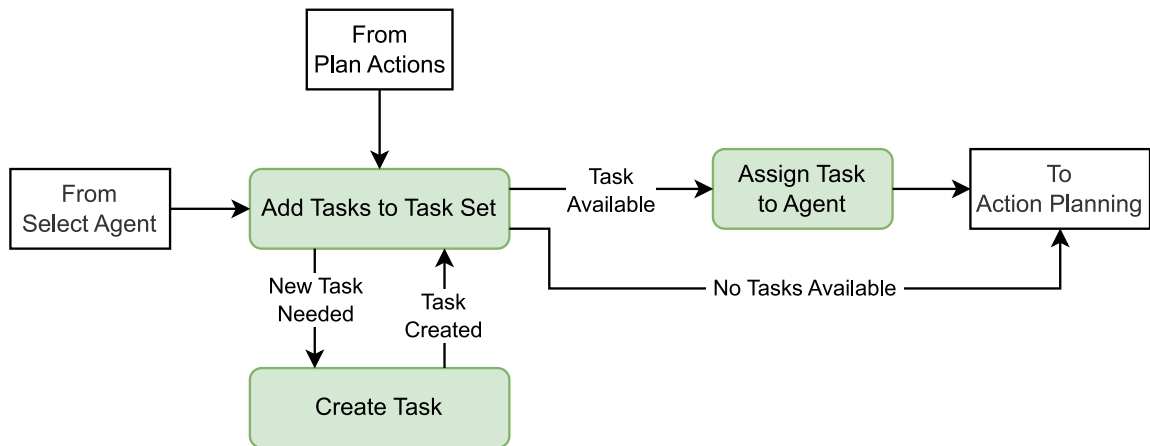 From
Plan Actions
From
Select Agent
Add Tasks to Task Set
Task
Available
Assign Task
to Agent
To
Action Planning
No Tasks Available
New Task
Needed
Task
Created
Create Task